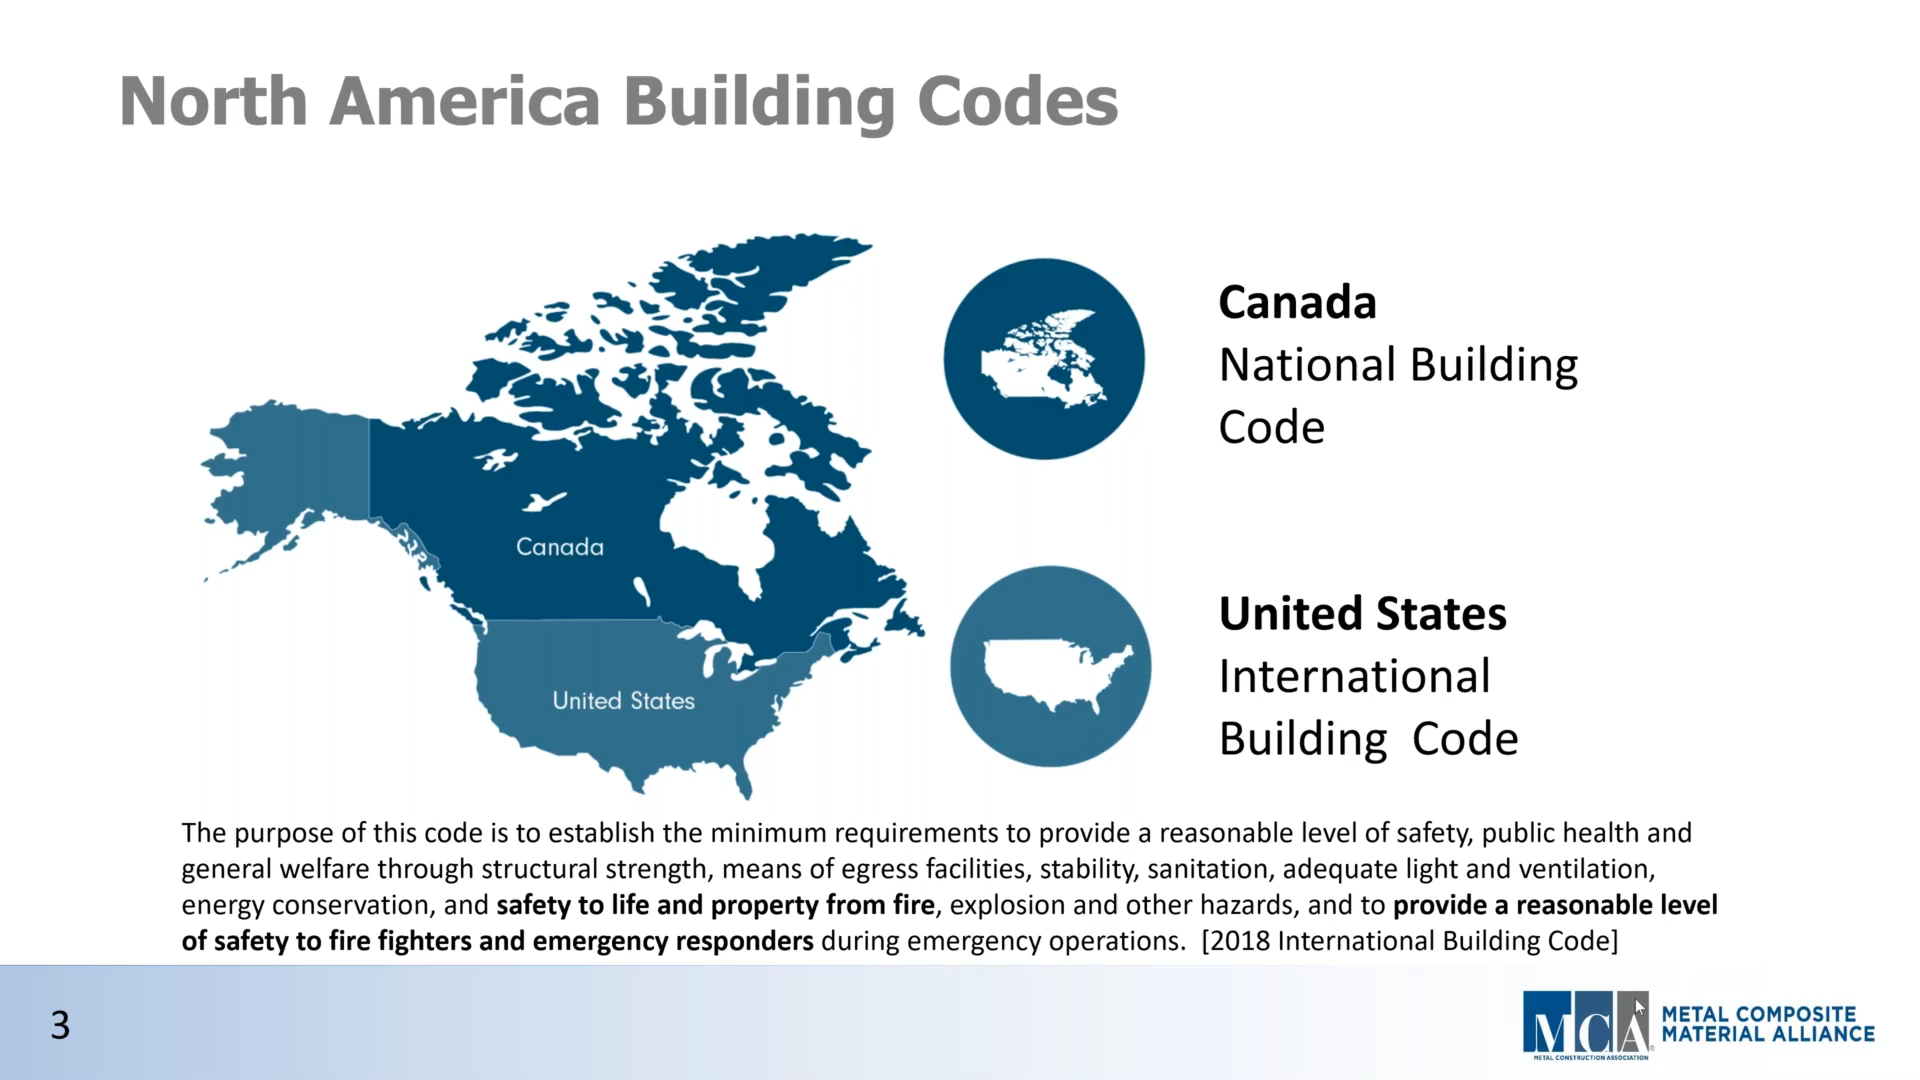 North America Building Codes
Canada
National Building
Code
Canada
United States
United States
International
Building  Code
The purpose of this code is to establish the minimum requirements to provide a reasonable level of safety, public health and
general welfare through structural strength, means of egress facilities, stability, sanitation, adequate light and ventilation,
energy conservation, and safety to life and property from fire, explosion and other hazards, and to provide a reasonable level
of safety to fire fighters and emergency responders during emergency operations.  [2018 International Building Code]
3
MCA
METAL CONSTRUCTION ASSOCIATION
METAL COMPOSITE
MATERIAL ALLIANCE